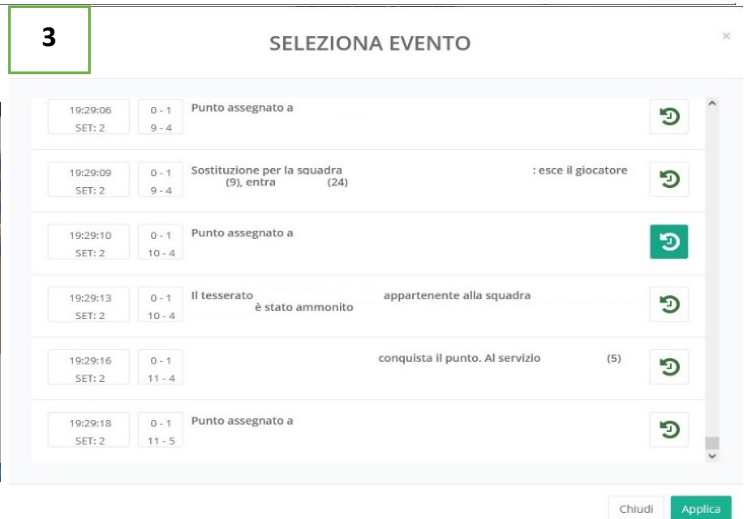 3
SELEZIONA EVENTO
×
19:29:06
SET: 2
0 - 1
9 - 4
Punto assegnato a
19:29:09
SET: 2
0 - 1
9 - 4
Sostituzione per la squadra : esce il giocatore
(9), entra (24)
19:29:10
SET: 2
0 - 1
10 - 4
Punto assegnato a
19:29:13
SET: 2
0 - 1
10 - 4
Il tesserato appartenente alla squadra
è stato ammonito
19:29:16
SET: 2
0 - 1
11 - 4
conquista il punto. Al servizio (5)
19:29:18
SET: 2
0 - 1
11 - 5
Punto assegnato a
Chiudi Applica